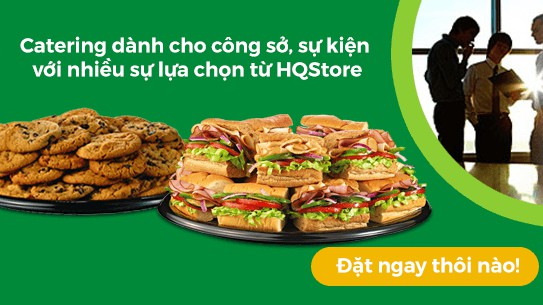 Catering dành cho công sở, sự kiện
với nhiều sự lựa chọn từ HQStore
Đặt ngay thôi nào!